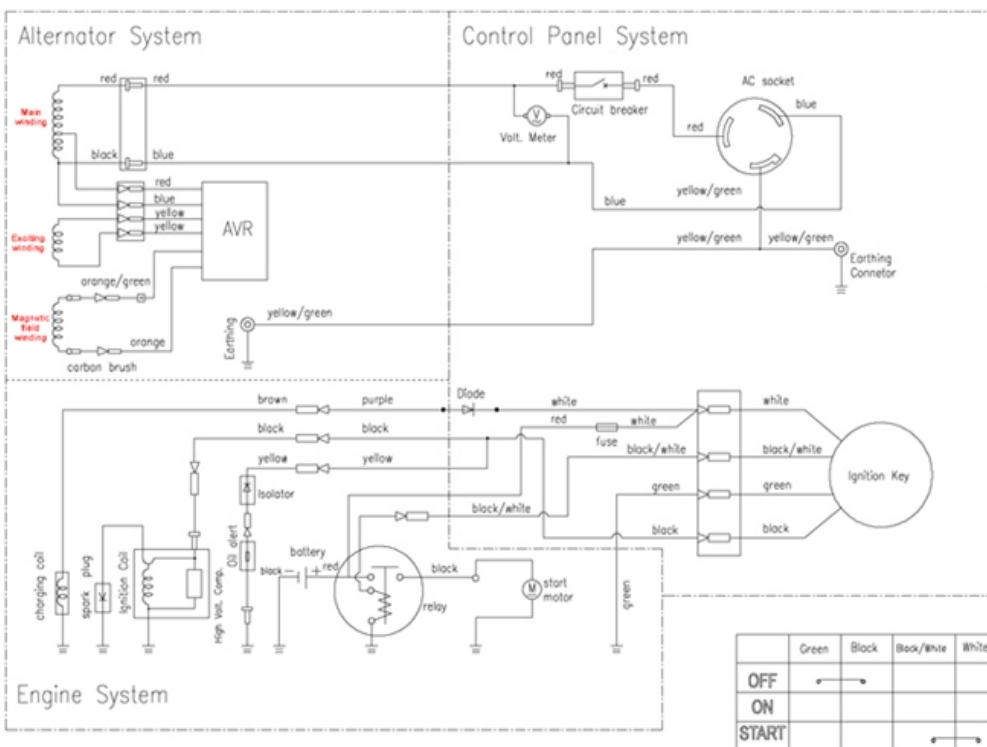 Alternator System
Control Panel System
red
red
red
red
AC socket
blue
Main
winding
Circuit breaker
V
Volt. Meter
red
black
blue
red
blue
yellow
yellow
AVR
yellow/green
blue
Exciting
winding
yellow/green
yellow/green
Earthing
Connetor
orange/green
Magnetic
field
winding
yellow/green
Earthing
orange
carbon brush
Diode
brown
purple
white
white
red
white
fuse
black
black
black/white
black/white
yellow
yellow
Ignition Key
Isolator
green
green
black/white
black
black
Oil alert
battery
black
-
+
red
black
M
start
motor
relay
green
charging coil
spark plug
Ignition Coil
High Volt. Comp.
Engine System
Green
Black
Black/White
White
OFF
ON
START